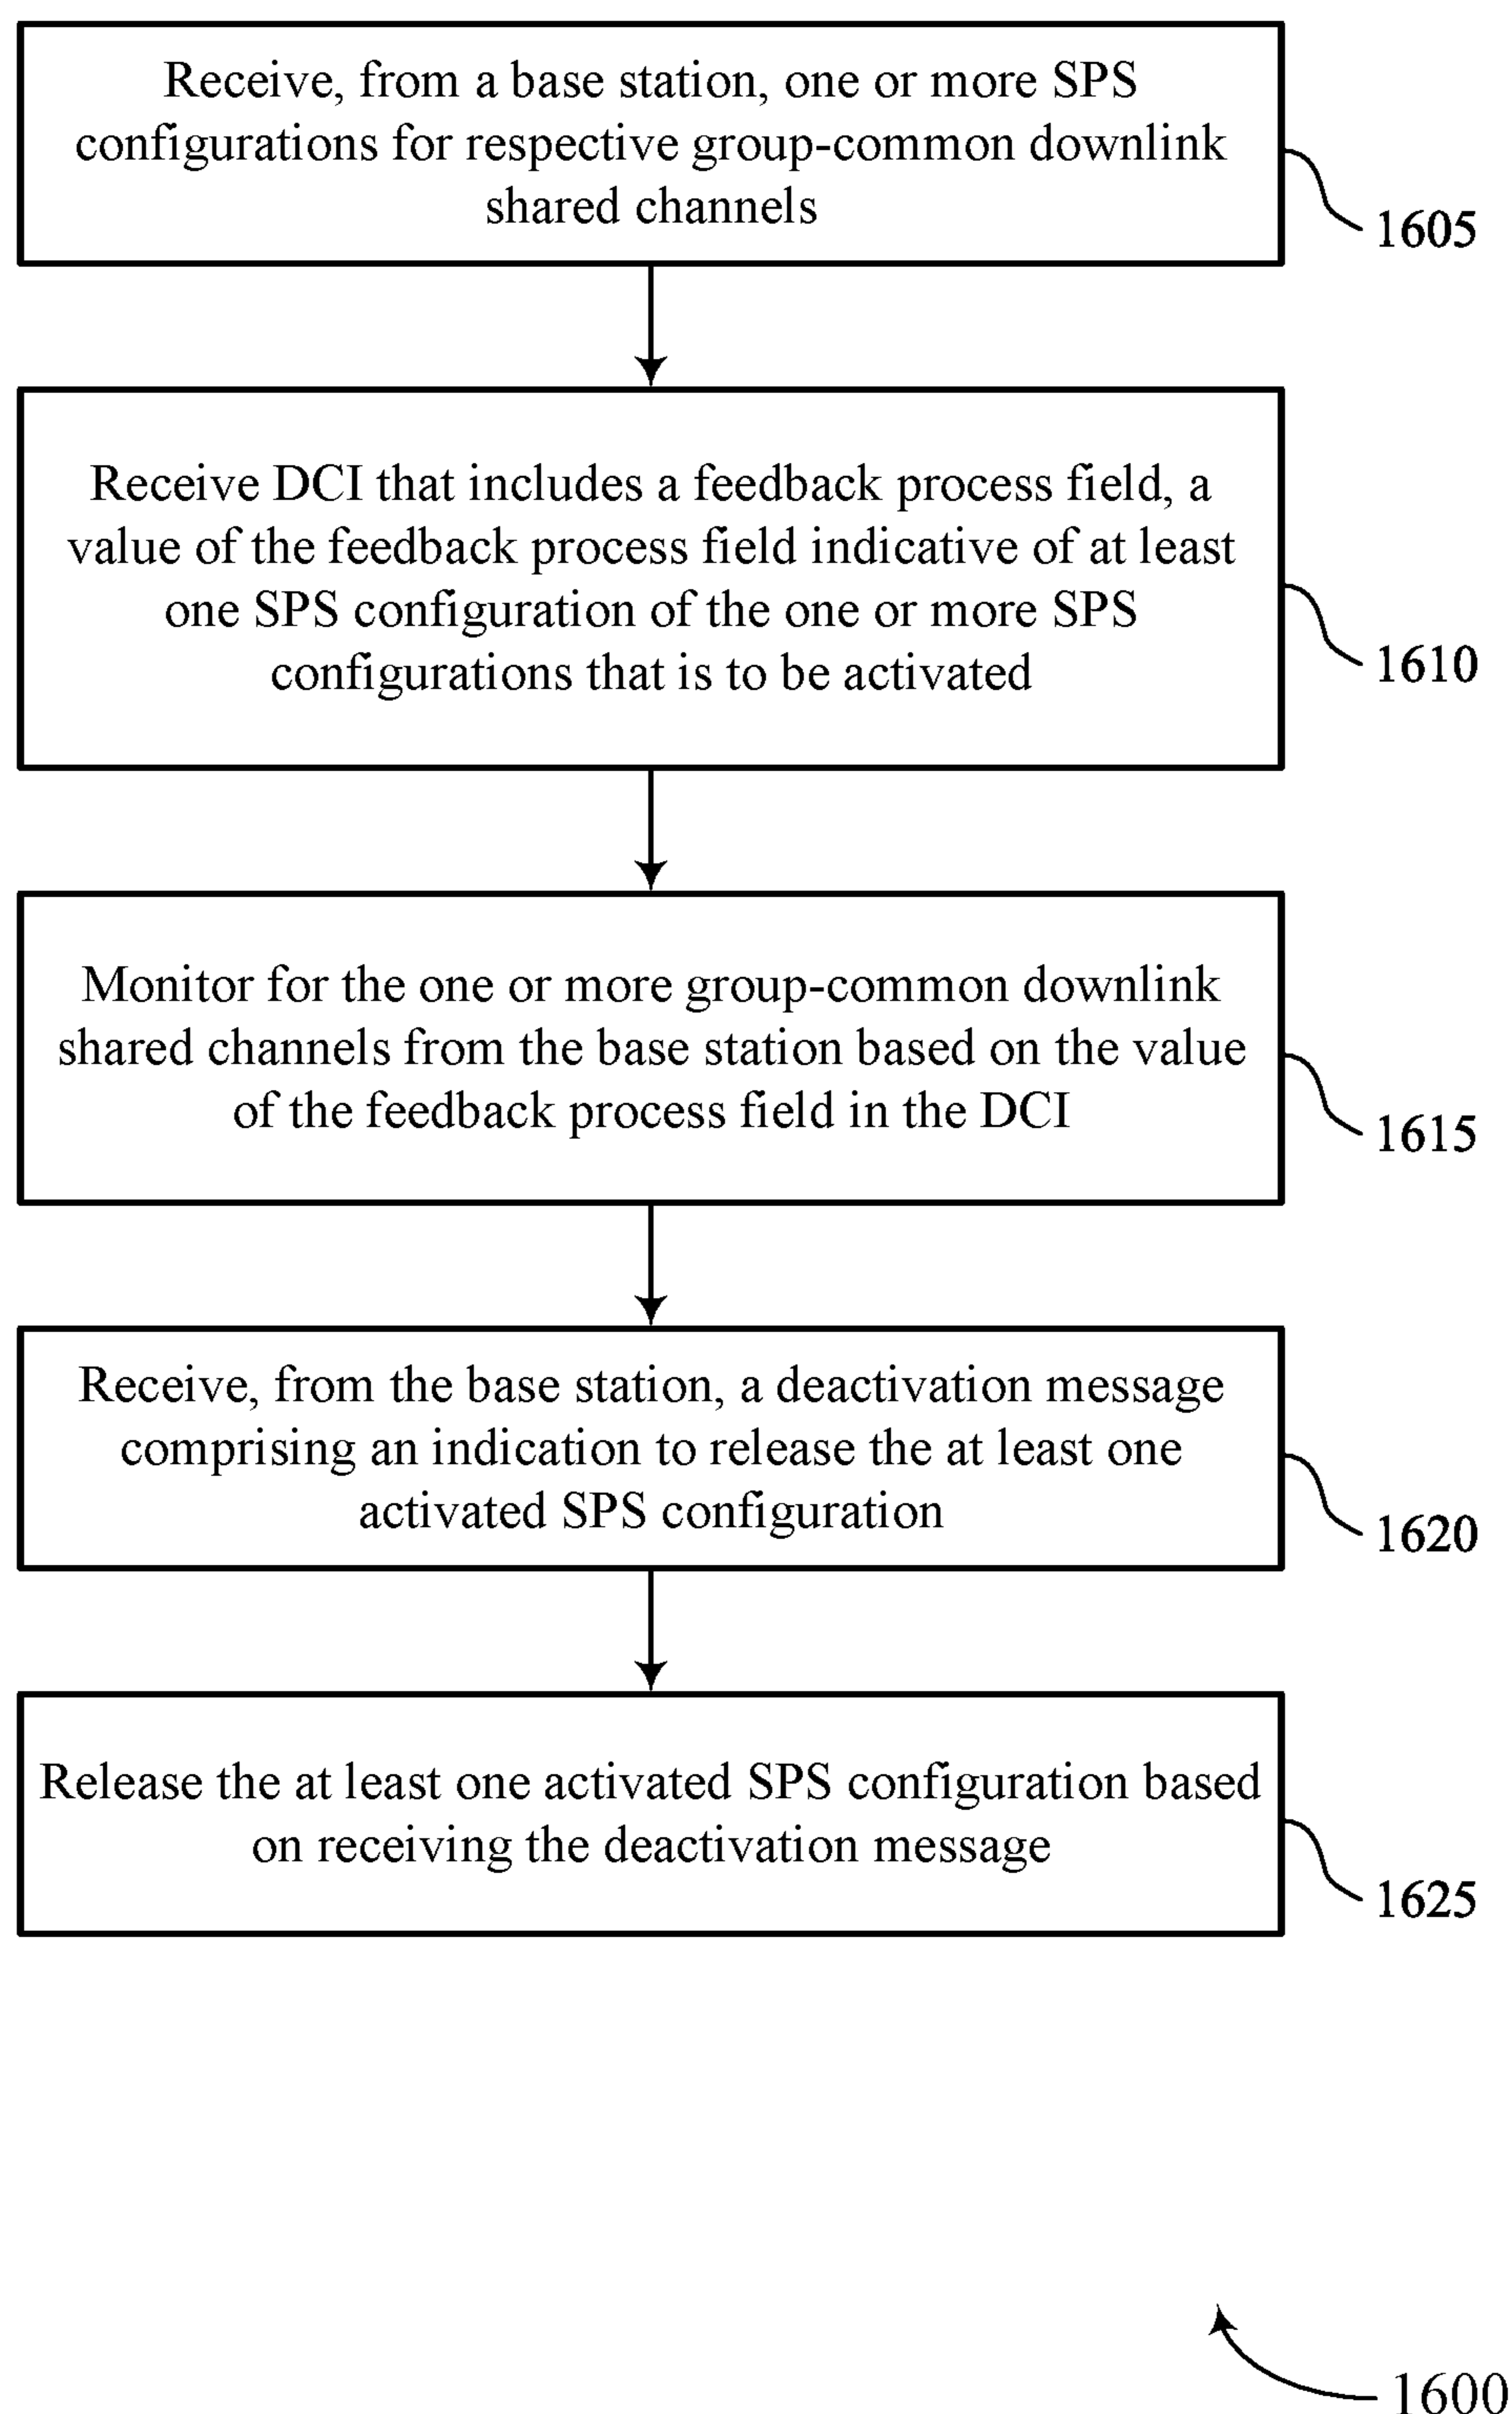 Receive, from a base station, one or more SPS
configurations for respective group-common downlink
shared channels
1605
Receive DCI that includes a feedback process field, a
value of the feedback process field indicative of at least
one SPS configuration of the one or more SPS
configurations that is to be activated
1610
Monitor for the one or more group-common downlink
shared channels from the base station based on the value
of the feedback process field in the DCI
1615
Receive, from the base station, a deactivation message
comprising an indication to release the at least one
activated SPS configuration
1620
Release the at least one activated SPS configuration based
on receiving the deactivation message
1625
1600